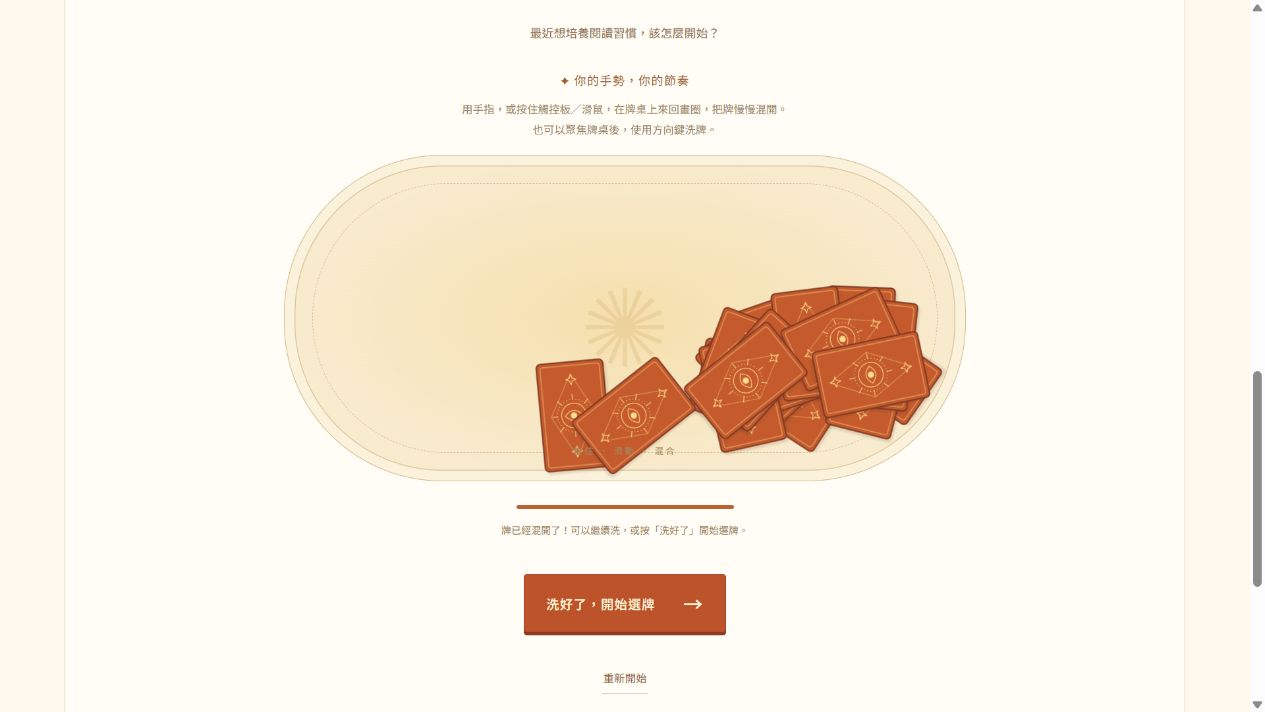 最近想培養閱讀習慣，該怎麼開始？
✦ 你的手勢，你的節奏
用手指，或按住觸控板／滑鼠，在牌桌上來回畫圈，把牌慢慢混開。
也可以聚焦牌桌後，使用方向鍵洗牌。
混合
牌已經混開了！可以繼續洗，或按「洗好了」開始選牌。
洗好了，開始選牌 →
重新開始